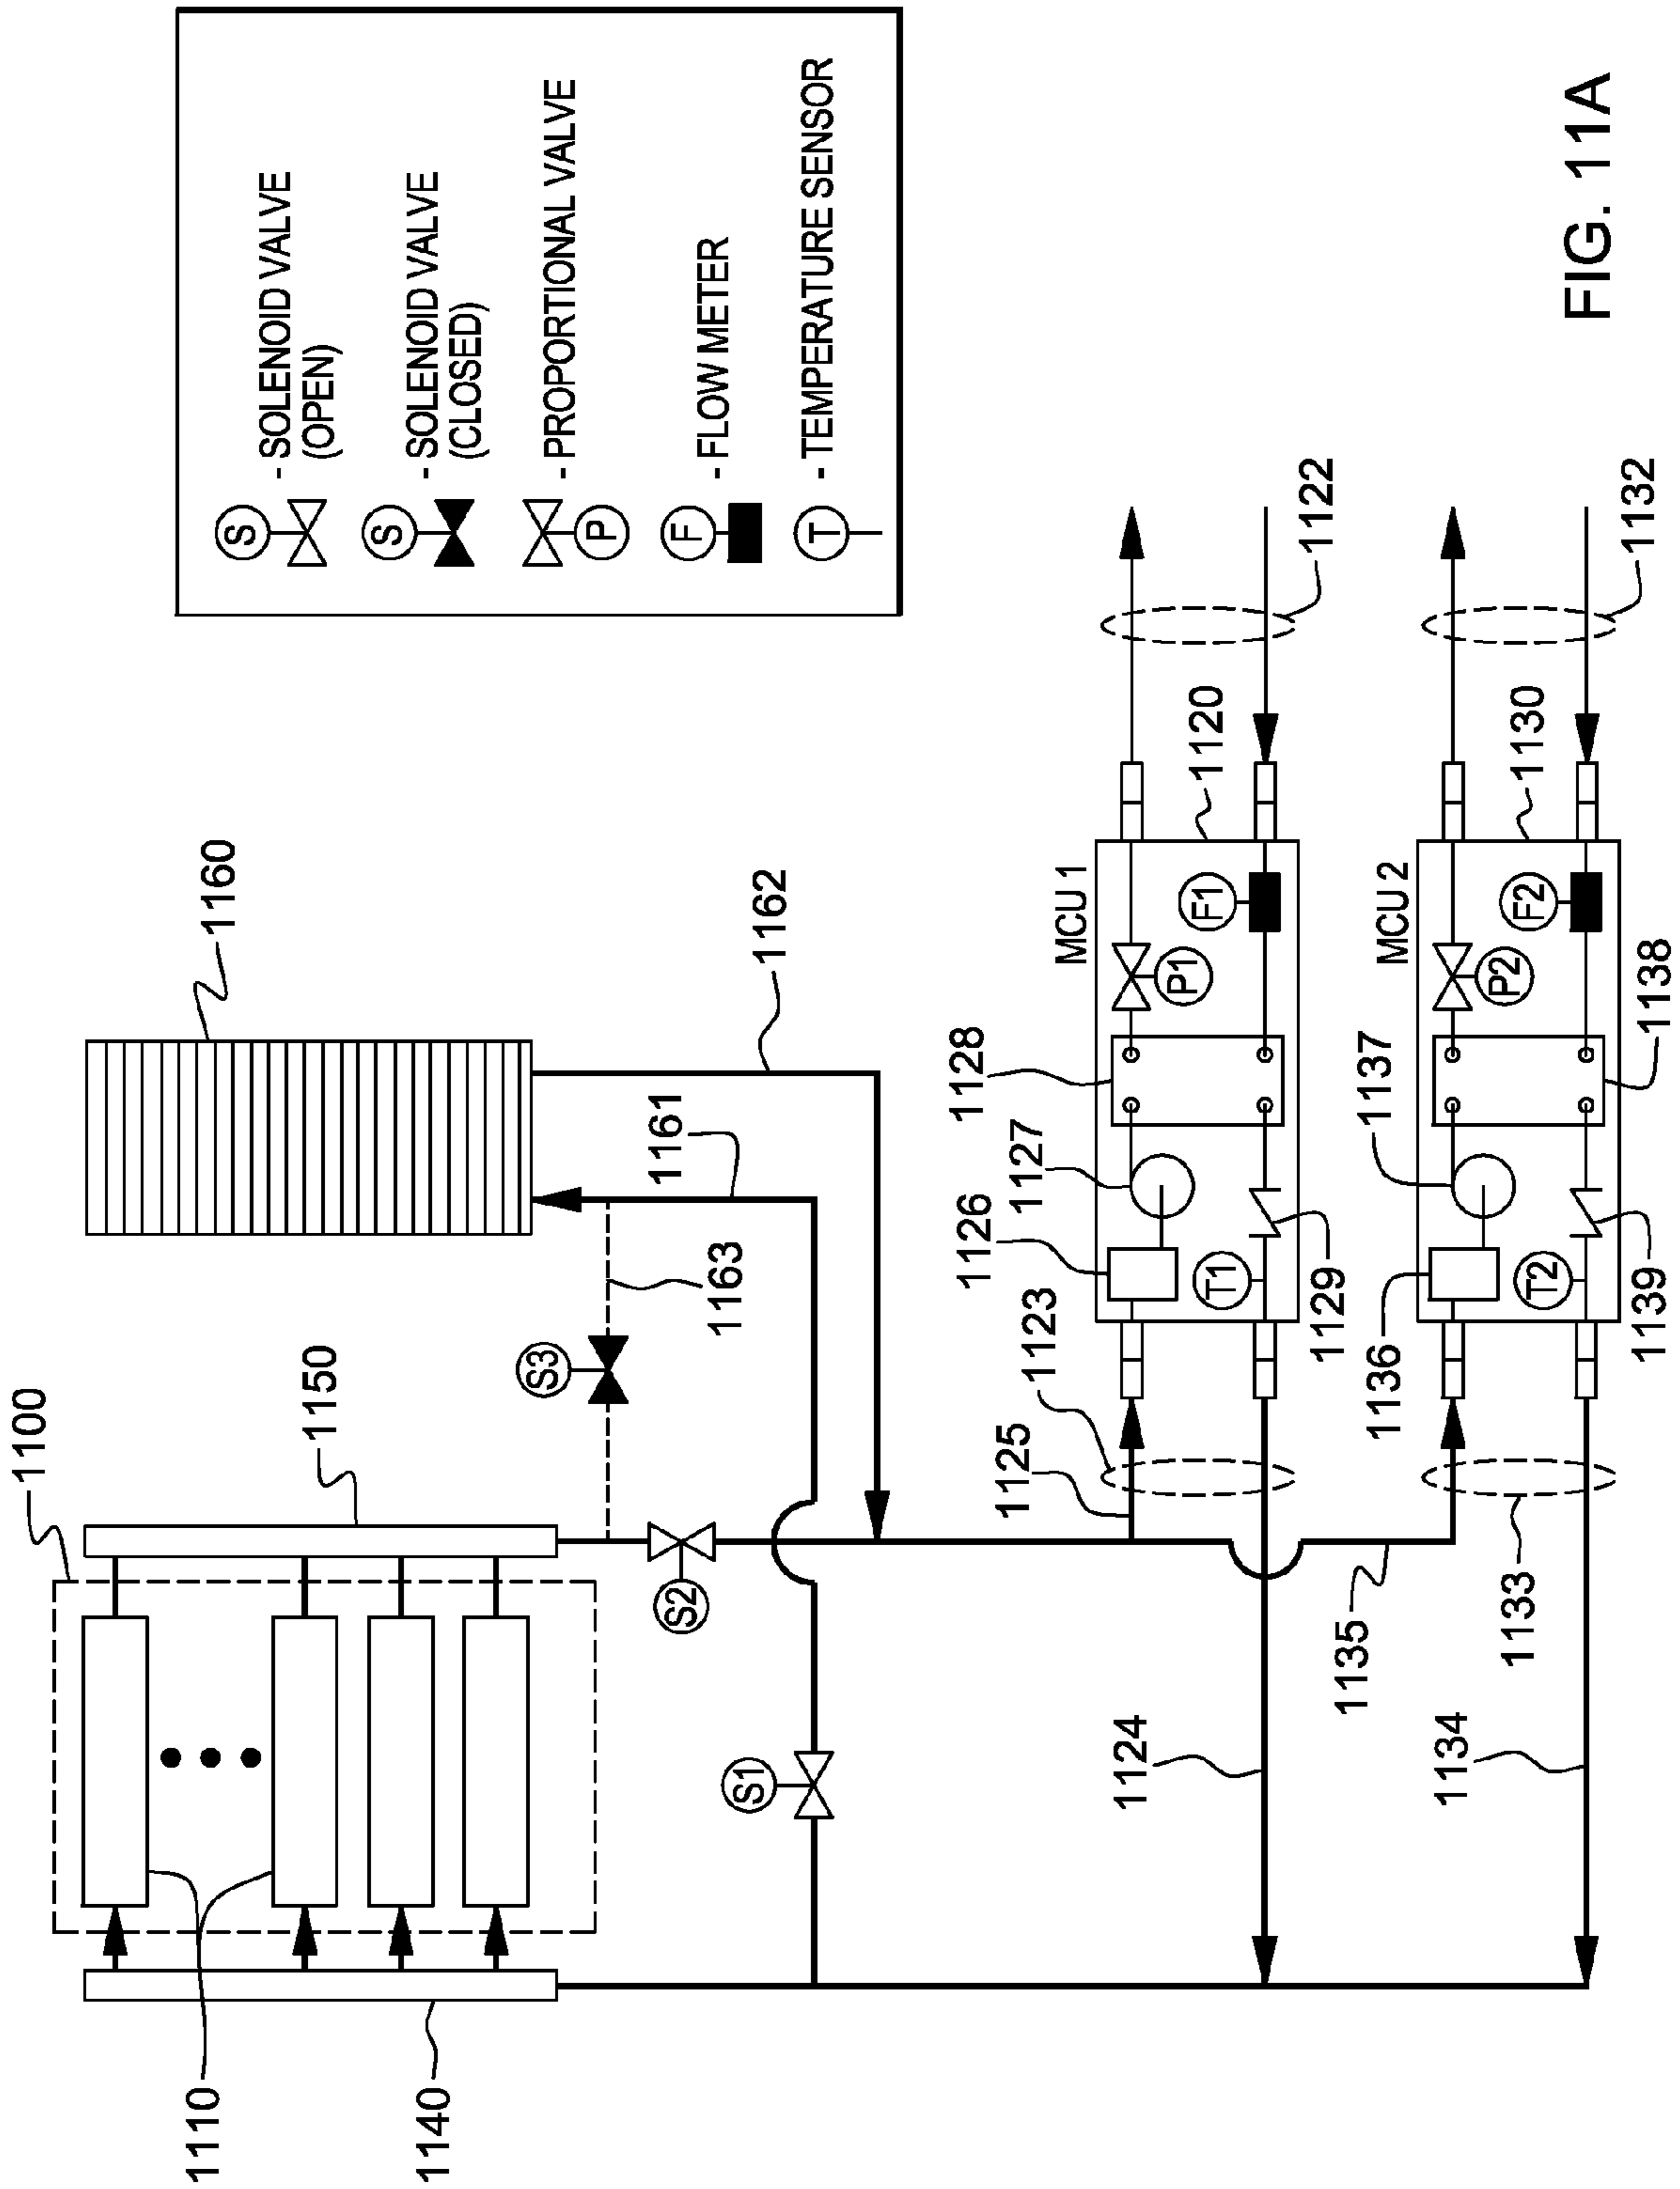 1100
1150
1160
1110
1140
S3
1163
1161
1162
S2
S1
S - SOLENOID VALVE
(OPEN)
S - SOLENOID VALVE
(CLOSED)
P - PROPORTIONAL VALVE
F - FLOW METER
T - TEMPERATURE SENSOR
1123
1125
1126
1127
1128
MCU 1
1120
1122
P1
F1
T1
1129
1124
1135
1133
1134
1136
1137
MCU 2
1130
1132
P2
F2
T2
1139
1138
FIG. 11A